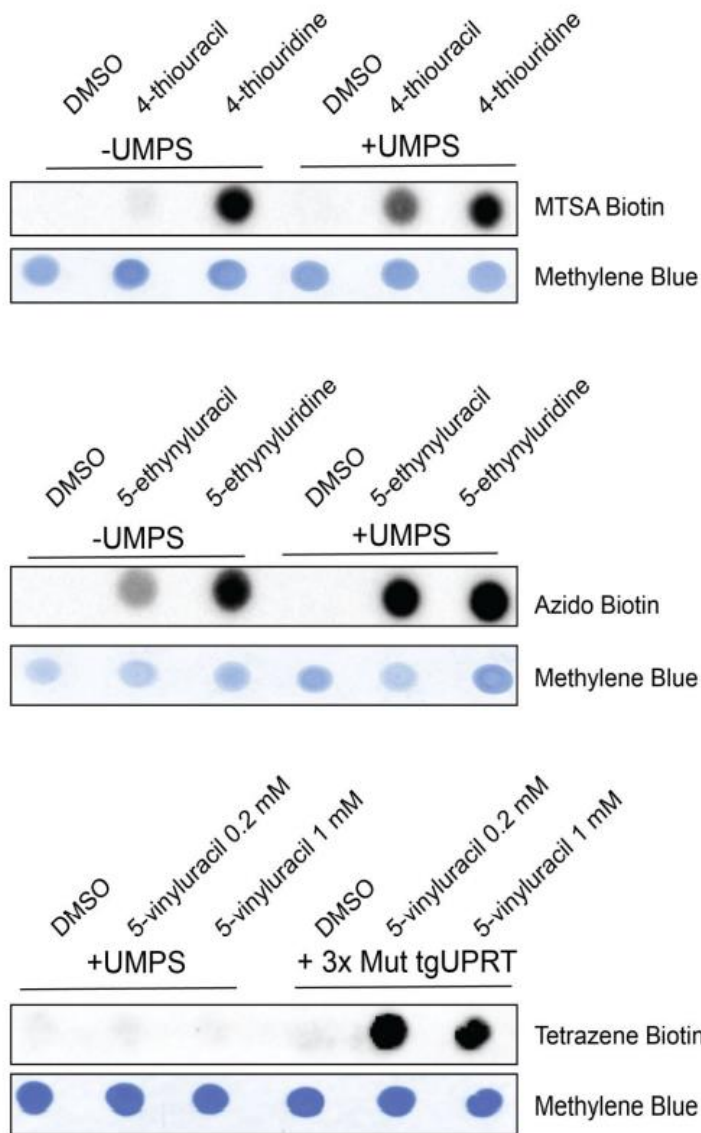 DMSO
4-thiouracil
4-thiouridine
DMSO
4-thiouracil
4-thiouridine
-UMPS
+UMPS
MTSA Biotin
Methylene Blue
DMSO
5-ethynyluracil
5-ethynyluridine
DMSO
5-ethynyluracil
5-ethynyluridine
-UMPS
+UMPS
Azido Biotin
Methylene Blue
DMSO
5-vinyluracil 0.2 mM
5-vinyluracil 1 mM
DMSO
5-vinyluracil 0.2 mM
5-vinyluracil 1 mM
+UMPS
+ 3x Mut tgUPRT
Tetrazene Biotin
Methylene Blue